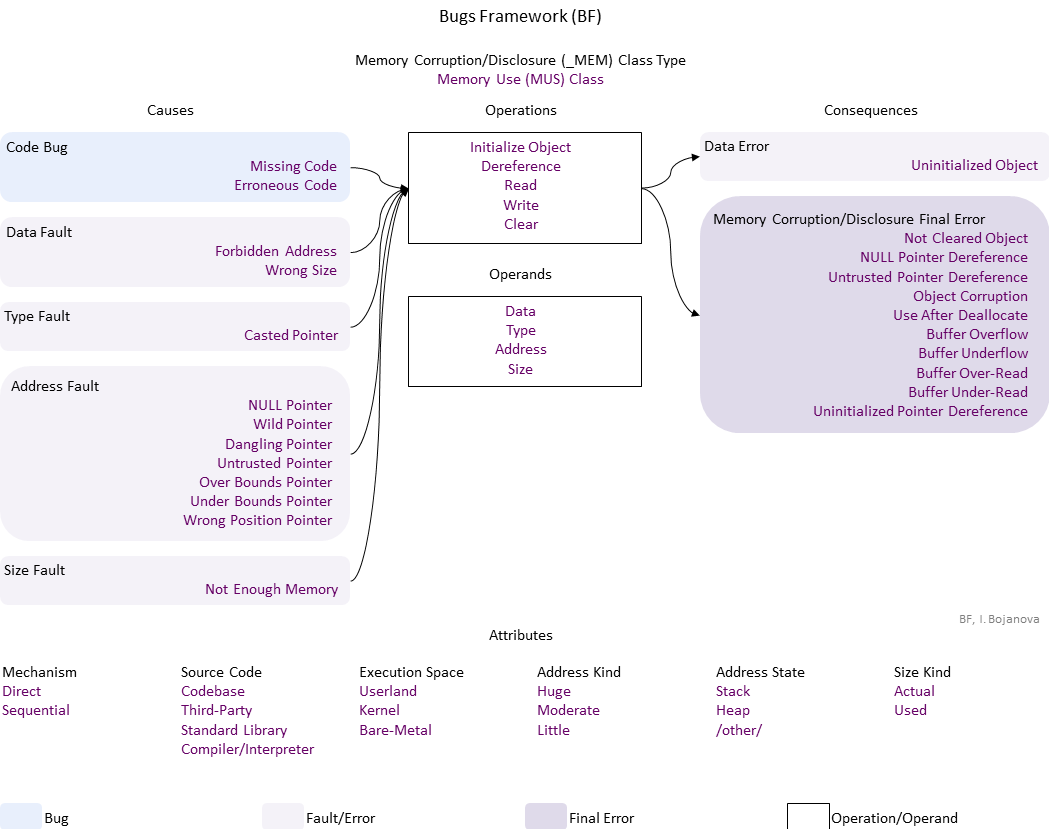 Bugs Framework (BF)
Memory Corruption/Disclosure (_MEM) Class Type
Memory Use (MUS) Class
Causes
Code Bug
Missing Code
Erroneous Code
Data Fault
Forbidden Address
Wrong Size
Type Fault
Casted Pointer
Address Fault
NULL Pointer
Wild Pointer
Dangling Pointer
Untrusted Pointer
Over Bounds Pointer
Under Bounds Pointer
Wrong Position Pointer
Size Fault
Not Enough Memory
Operations
Initialize Object
Dereference
Read
Write
Clear
Operands
Data
Type
Address
Size
Consequences
Data Error
Uninitialized Object
Memory Corruption/Disclosure Final Error
Not Cleared Object
NULL Pointer Dereference
Untrusted Pointer Dereference
Object Corruption
Use After Deallocate
Buffer Overflow
Buffer Underflow
Buffer Over-Read
Buffer Under-Read
Uninitialized Pointer Dereference
BF, I. Bojanova
Attributes
Mechanism
Direct
Sequential
Source Code
Codebase
Third-Party
Standard Library
Compiler/Interpreter
Execution Space
Userland
Kernel
Bare-Metal
Address Kind
Huge
Moderate
Little
Address State
Stack
Heap
/other/
Size Kind
Actual
Used
Bug
Fault/Error
Final Error
Operation/Operand